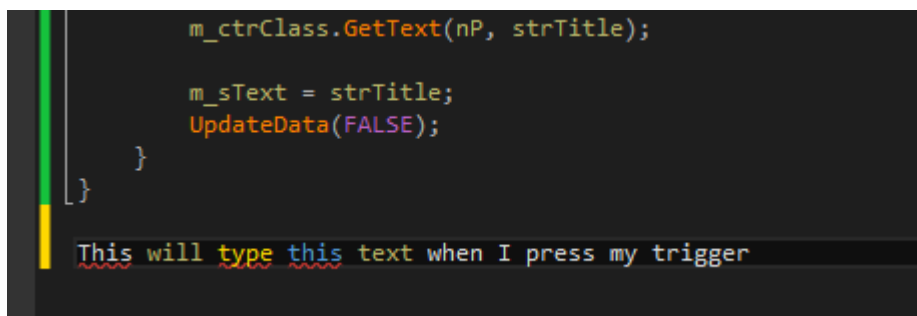 m_ctrClass.GetText(nP, strTitle);
m_sText = strTitle;
UpdateData(FALSE);
}
}
This will type this text when I press my trigger